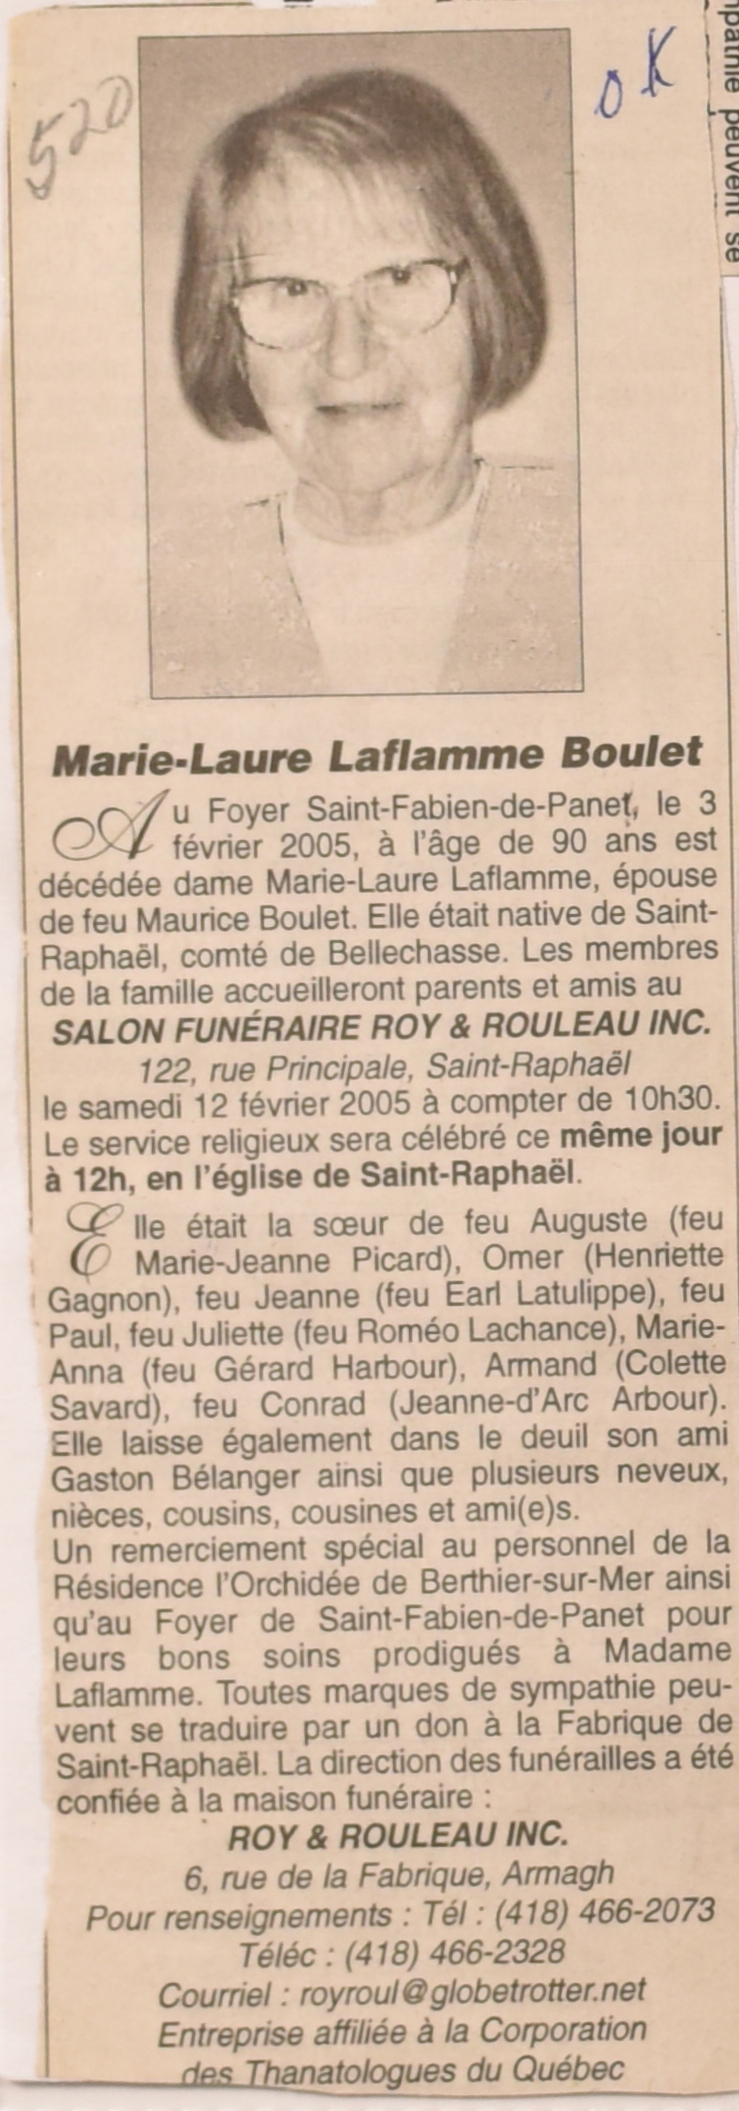 520
OK
mpathie peuvent se
Marie-Laure Laflamme Boulet
Au Foyer Saint-Fabien-de-Panet, le 3
février 2005, à l'âge de 90 ans est
décédée dame Marie-Laure Laflamme, épouse
de feu Maurice Boulet. Elle était native de Saint-
Raphaël, comté de Bellechasse. Les membres
de la famille accueilleront parents et amis au
SALON FUNÉRAIRE ROY & ROULEAU INC.
122, rue Principale, Saint-Raphaël
le samedi 12 février 2005 à compter de 10h30.
Le service religieux sera célébré ce même jour
à 12h, en l'église de Saint-Raphaël.
Elle était la sœur de feu Auguste (feu
Marie-Jeanne Picard), Omer (Henriette
Gagnon), feu Jeanne (feu Earl Latulippe), feu
Paul, feu Juliette (feu Roméo Lachance), Marie-
Anna (feu Gérard Harbour), Armand (Colette
Savard), feu Conrad (Jeanne-d'Arc Arbour).
Elle laisse également dans le deuil son ami
Gaston Bélanger ainsi que plusieurs neveux,
nièces, cousins, cousines et ami(e)s.
Un remerciement spécial au personnel de la
Résidence l'Orchidée de Berthier-sur-Mer ainsi
qu'au Foyer de Saint-Fabien-de-Panet pour
leurs bons soins prodigués à Madame
Laflamme. Toutes marques de sympathie peu-
vent se traduire par un don à la Fabrique de
Saint-Raphaël. La direction des funérailles a été
confiée à la maison funéraire :
ROY & ROULEAU INC.
6, rue de la Fabrique, Armagh
Pour renseignements : Tél : (418) 466-2073
Téléc : (418) 466-2328
Courriel : royroul@globetrotter.net
Entreprise affiliée à la Corporation
des Thanatologues du Québec